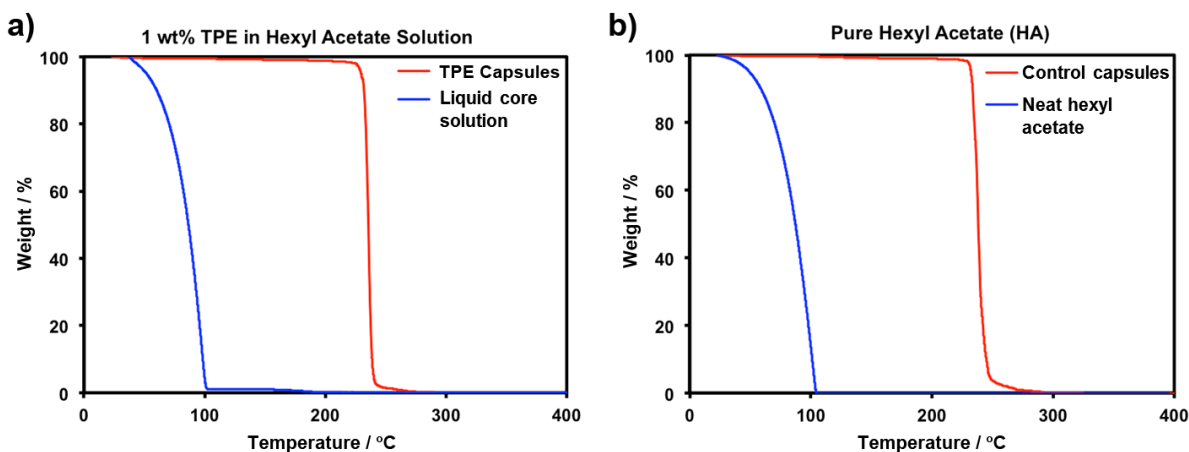 a)
1 wt% TPE in Hexyl Acetate Solution
TPE Capsules
Liquid core
solution
Weight / %
100
80
60
40
20
0
0 100 200 300 400
Temperature / °C
b)
Pure Hexyl Acetate (HA)
Control capsules
Neat hexyl
acetate
Weight / %
100
80
60
40
20
0
0 100 200 300 400
Temperature / °C